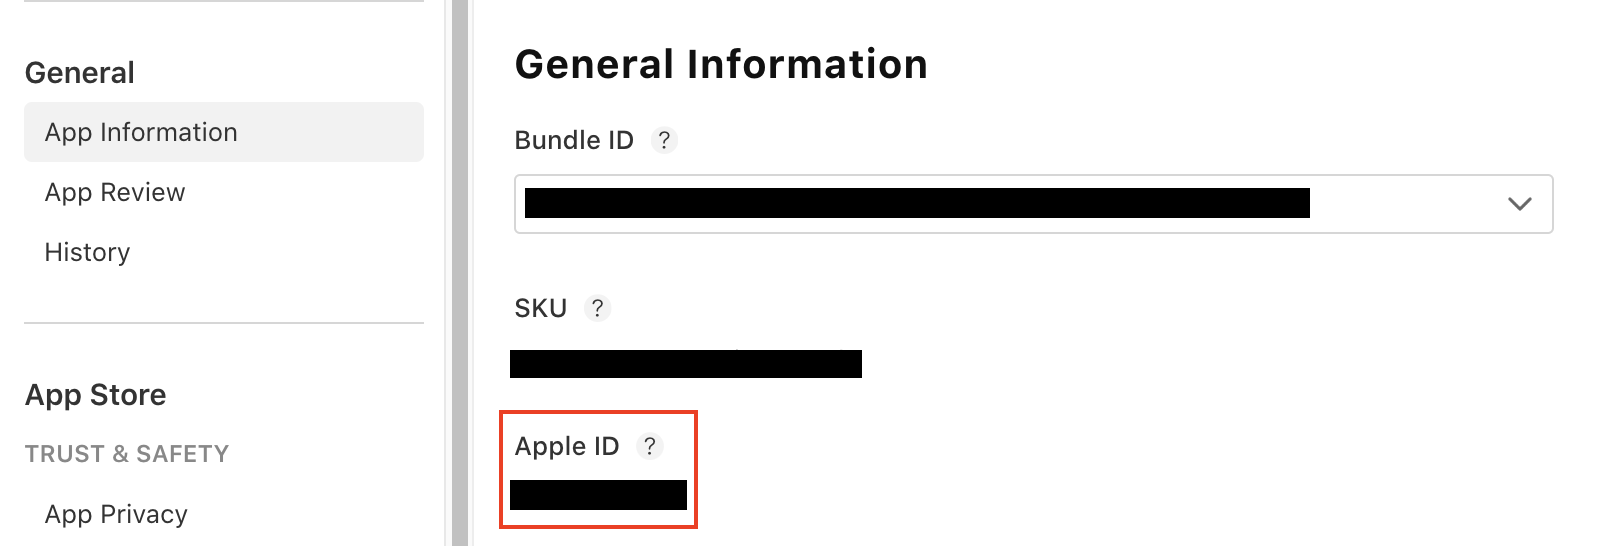 General
App Information
App Review
History
App Store
TRUST & SAFETY
App Privacy
General Information
Bundle ID ?
SKU ?
Apple ID ?